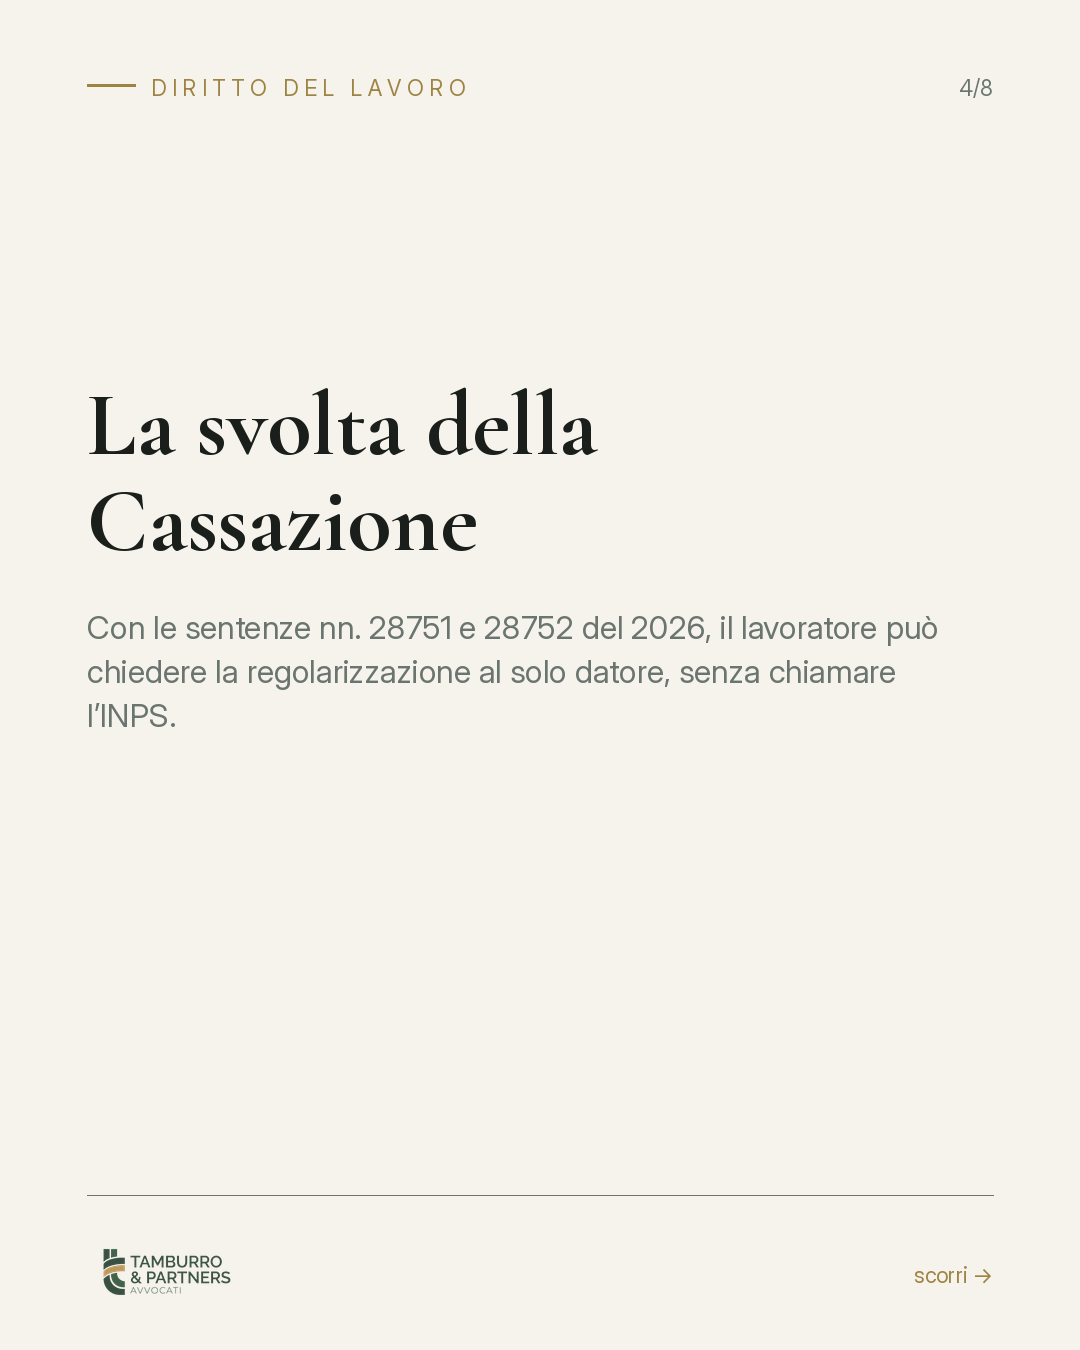 DIRITTO DEL LAVORO
4/8
La svolta della
Cassazione
Con le sentenze nn. 28751 e 28752 del 2026, il lavoratore può
chiedere la regolarizzazione al solo datore, senza chiamare
l’INPS.
TAMBURRO
& PARTNERS
AVVOCATI
scorri →